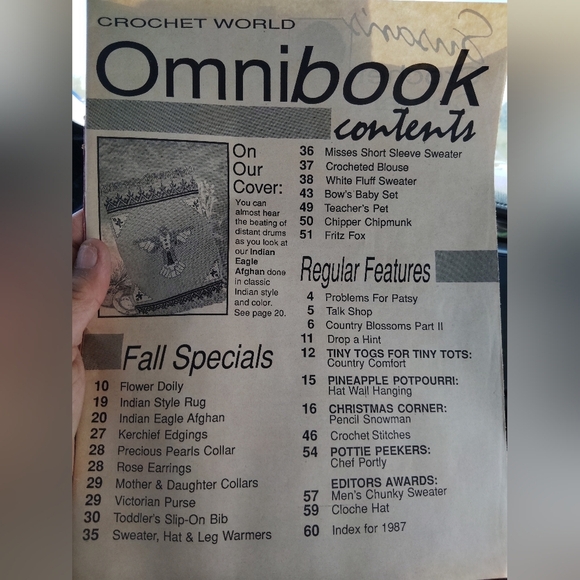 CROCHET WORLD
Susan's
Omnibook
contents
On
Our
Cover:
You can
almost hear
the beating of
distant drums
as you look at
our Indian
Eagle
Afghan done
in classic
Indian style
and color.
See page 20.
Fall Specials
10 Flower Doily
19 Indian Style Rug
20 Indian Eagle Afghan
27 Kerchief Edgings
28 Precious Pearls Collar
28 Rose Earrings
29 Mother & Daughter Collars
29 Victorian Purse
30 Toddler's Slip-On Bib
35 Sweater, Hat & Leg Warmers
36 Misses Short Sleeve Sweater
37 Crocheted Blouse
38 White Fluff Sweater
43 Bow's Baby Set
49 Teacher's Pet
50 Chipper Chipmunk
51 Fritz Fox
Regular Features
4 Problems For Patsy
5 Talk Shop
6 Country Blossoms Part II
11 Drop a Hint
12 TINY TOGS FOR TINY TOTS:
Country Comfort
15 PINEAPPLE POTPOURRI:
Hat Wall Hanging
16 CHRISTMAS CORNER:
Pencil Snowman
46 Crochet Stitches
54 POTTIE PEEKERS:
Chef Portly
EDITORS AWARDS:
57 Men's Chunky Sweater
59 Cloche Hat
60 Index for 1987